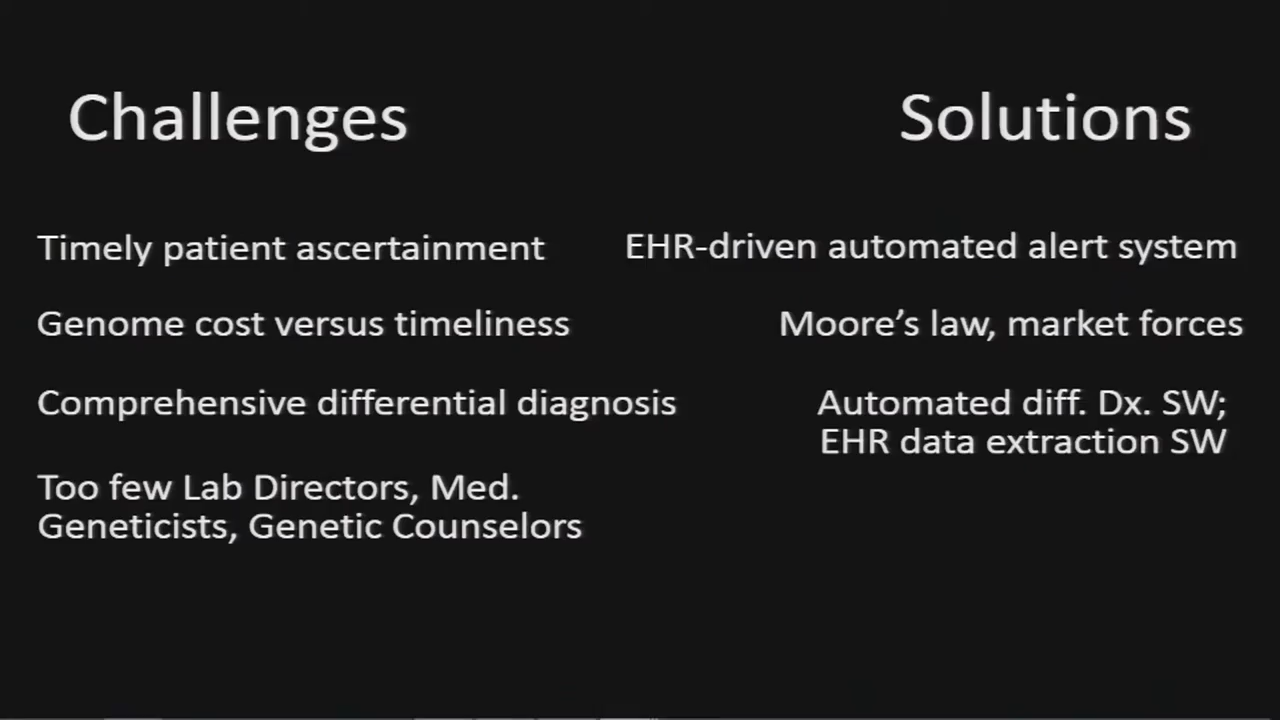 Challenges
Solutions
Timely patient ascertainment
EHR-driven automated alert system
Genome cost versus timeliness
Moore’s law, market forces
Comprehensive differential diagnosis
Automated diff. Dx. SW;
EHR data extraction SW
Too few Lab Directors, Med.
Geneticists, Genetic Counselors